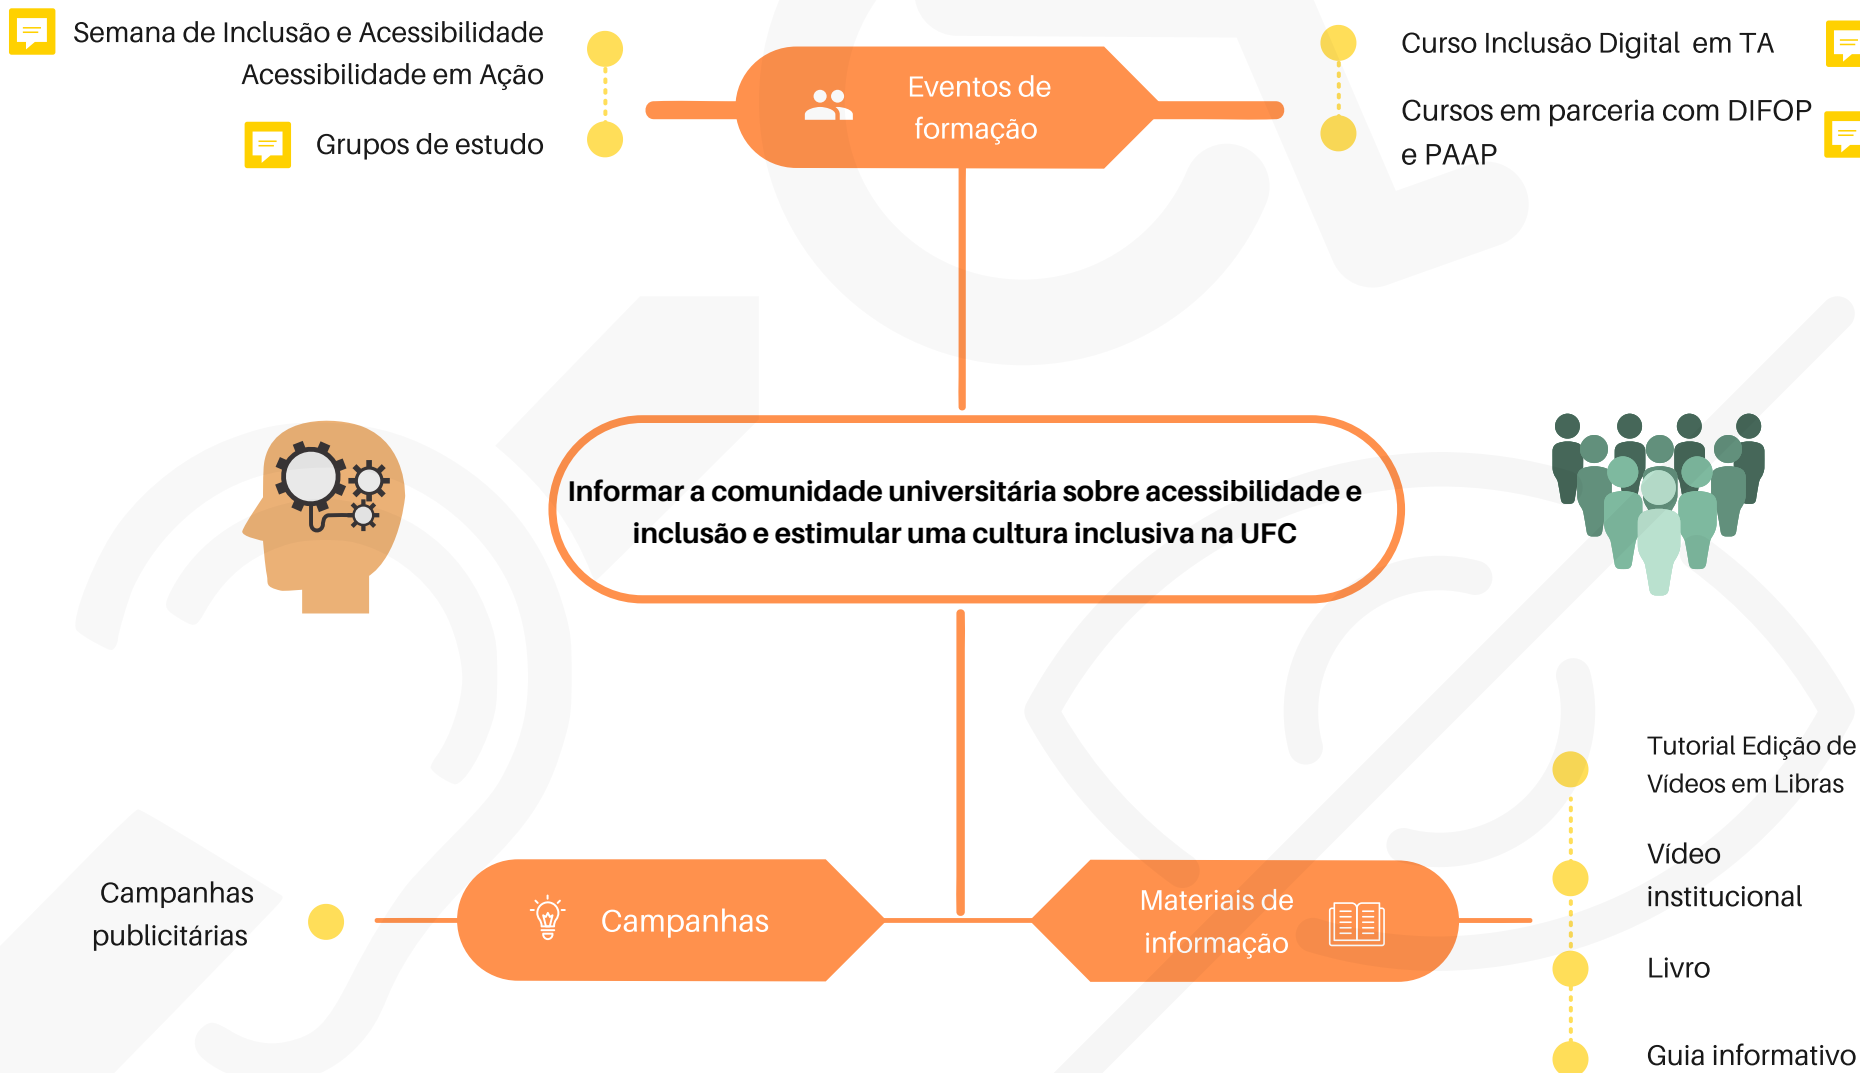 Semana de Inclusão e Acessibilidade
Acessibilidade em Ação
Grupos de estudo
Eventos de
formação
Curso Inclusão Digital em TA
Cursos em parceria com DIFOP
e PAAP
Informar a comunidade universitária sobre acessibilidade e
inclusão e estimular uma cultura inclusiva na UFC
Campanhas
publicitárias
Campanhas
Materiais de
informação
Tutorial Edição de
Vídeos em Libras
Vídeo
institucional
Livro
Guia informativo